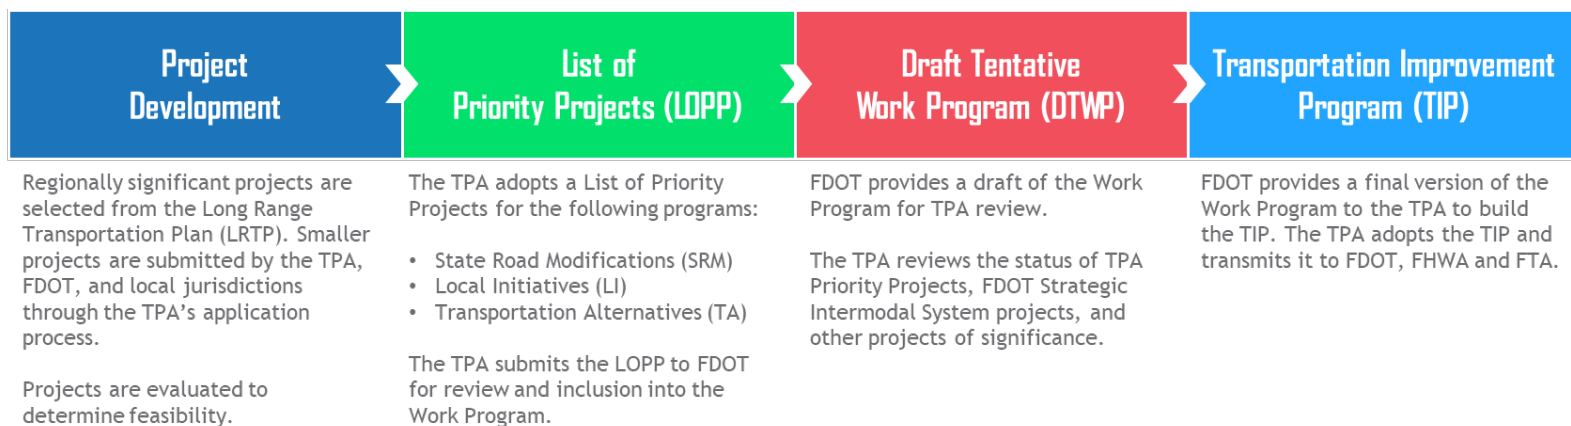 Project
Development
List of
Priority Projects (LOPP)
Draft Tentative
Work Program (DTWP)
Transportation Improvement
Program (TIP)
Regionally significant projects are
selected from the Long Range
Transportation Plan (LRTP). Smaller
projects are submitted by the TPA,
FDOT, and local jurisdictions
through the TPA’s application
process.
Projects are evaluated to
determine feasibility.
The TPA adopts a List of Priority
Projects for the following programs:
• State Road Modifications (SRM)
• Local Initiatives (LI)
• Transportation Alternatives (TA)
The TPA submits the LOPP to FDOT
for review and inclusion into the
Work Program.
FDOT provides a draft of the Work
Program for TPA review.
The TPA reviews the status of TPA
Priority Projects, FDOT Strategic
Intermodal System projects, and
other projects of significance.
FDOT provides a final version of the
Work Program to the TPA to build
the TIP. The TPA adopts the TIP and
transmits it to FDOT, FHWA and FTA.